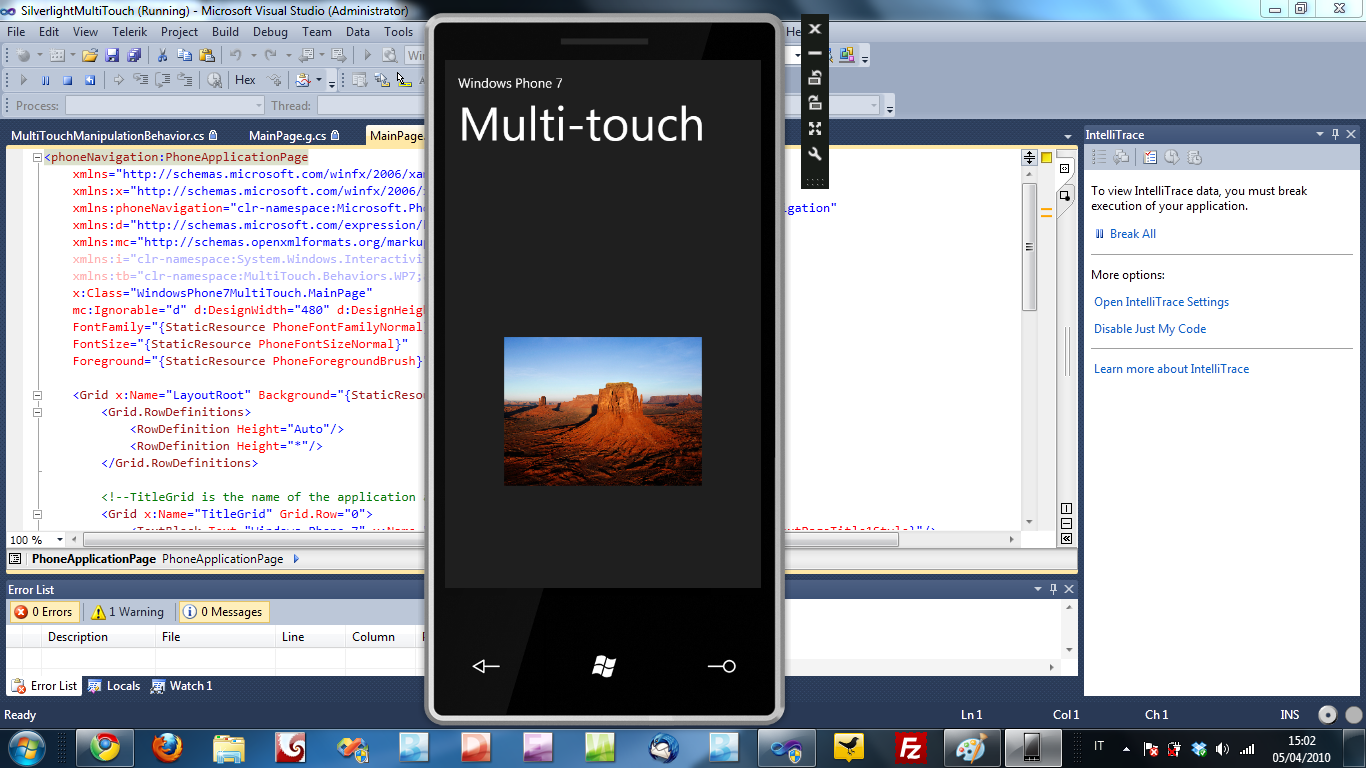 SilverlightMultiTouch (Running) - Microsoft Visual Studio (Administrator)
File Edit View Telerik Project Build Debug Team Data Tools
Hex
Process: Thread:
MultiTouchManipulationBehavior.cs MainPage.g.cs MainPage.
<phoneNavigation:PhoneApplicationPage
xmlns="http://schemas.microsoft.com/winfx/2006/xa
xmlns:x="http://schemas.microsoft.com/winfx/2006/
xmlns:phoneNavigation="clr-namespace:Microsoft.Pho
igation"
xmlns:d="http://schemas.microsoft.com/expression/
xmlns:mc="http://schemas.openxmlformats.org/marku
xmlns:i="clr-namespace:System.Windows.Interactivi
xmlns:tb="clr-namespace:MultiTouch.Behaviors.WP7;
x:Class="WindowsPhone7MultiTouch.MainPage"
mc:Ignorable="d" d:DesignWidth="480" d:DesignHeigh
FontFamily="{StaticResource PhoneFontFamilyNormal
FontSize="{StaticResource PhoneFontSizeNormal}"
Foreground="{StaticResource PhoneForegroundBrush}
<Grid x:Name="LayoutRoot" Background="{StaticReso
<Grid.RowDefinitions>
<RowDefinition Height="Auto"/>
<RowDefinition Height="*"/>
</Grid.RowDefinitions>
<!--TitleGrid is the name of the application
<Grid x:Name="TitleGrid" Grid.Row="0">
100 %
PhoneApplicationPage PhoneApplicationPage
Windows Phone 7
Multi-touch
IntelliTrace
To view IntelliTrace data, you must break
execution of your application.
Break All
More options:
Open IntelliTrace Settings
Disable Just My Code
Learn more about IntelliTrace
Error List
0 Errors 1 Warning 0 Messages
Description File Line Column
Error List Locals Watch 1
Ready Ln 1 Col 1 Ch 1 INS
IT 15:02
05/04/2010